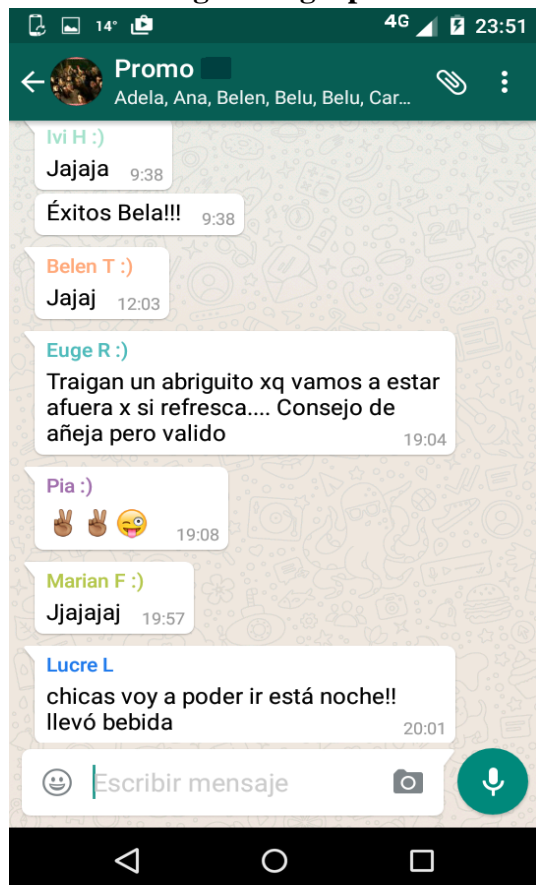 14°
4G
23:51
Promo
Adela, Ana, Belen, Belu, Belu, Car...
Ivi H :)
Jajaja 9:38
Éxitos Bela!!! 9:38
Belen T :)
Jajaj 12:03
Euge R :)
Traigan un abriguito xq vamos a estar
afuera x si refresca.... Consejo de
añeja pero valido 19:04
Pia :)
19:08
Marian F :)
Jjajajaj 19:57
Lucre L
chicas voy a poder ir está noche!!
llevó bebida 20:01
Escribir mensaje